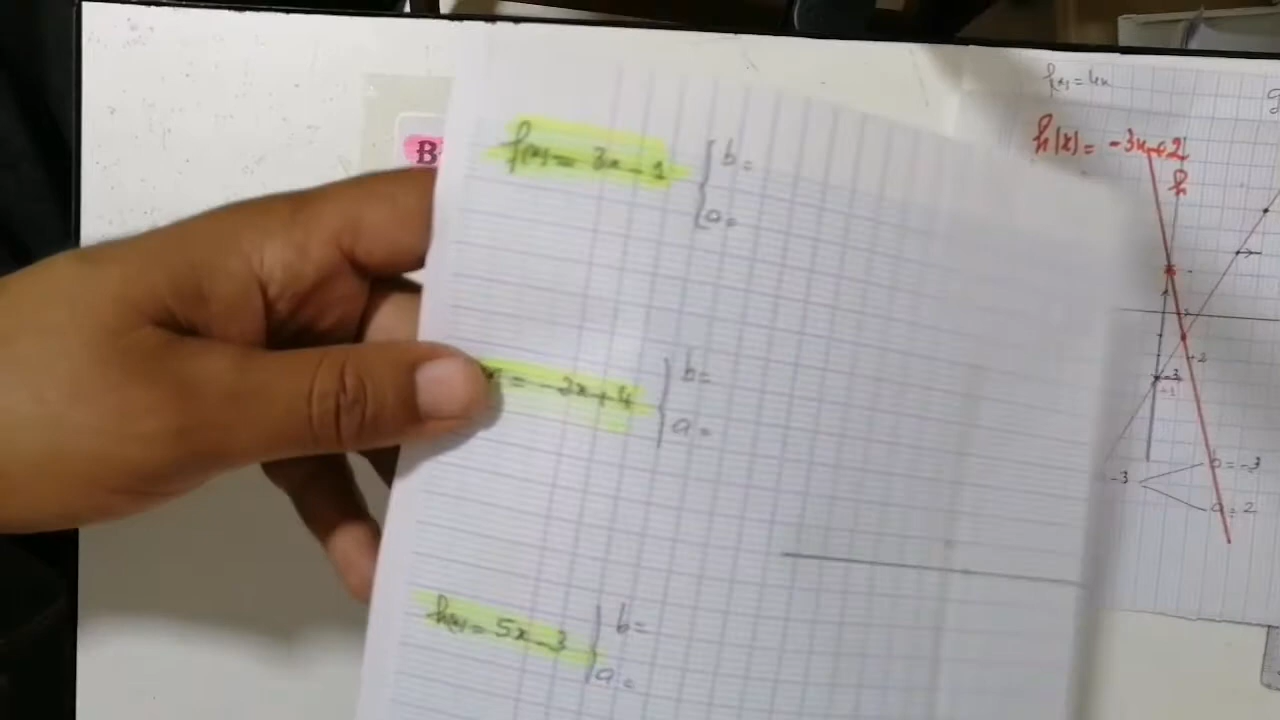 f(x) = 3x - 1
b =
a =
= -2x + 4
b =
a =
h(x) = 5x - 3
b =
a =
B
f(x) = 4x
h(x) = -3x + 2
h
-3
b = -3
a = 2